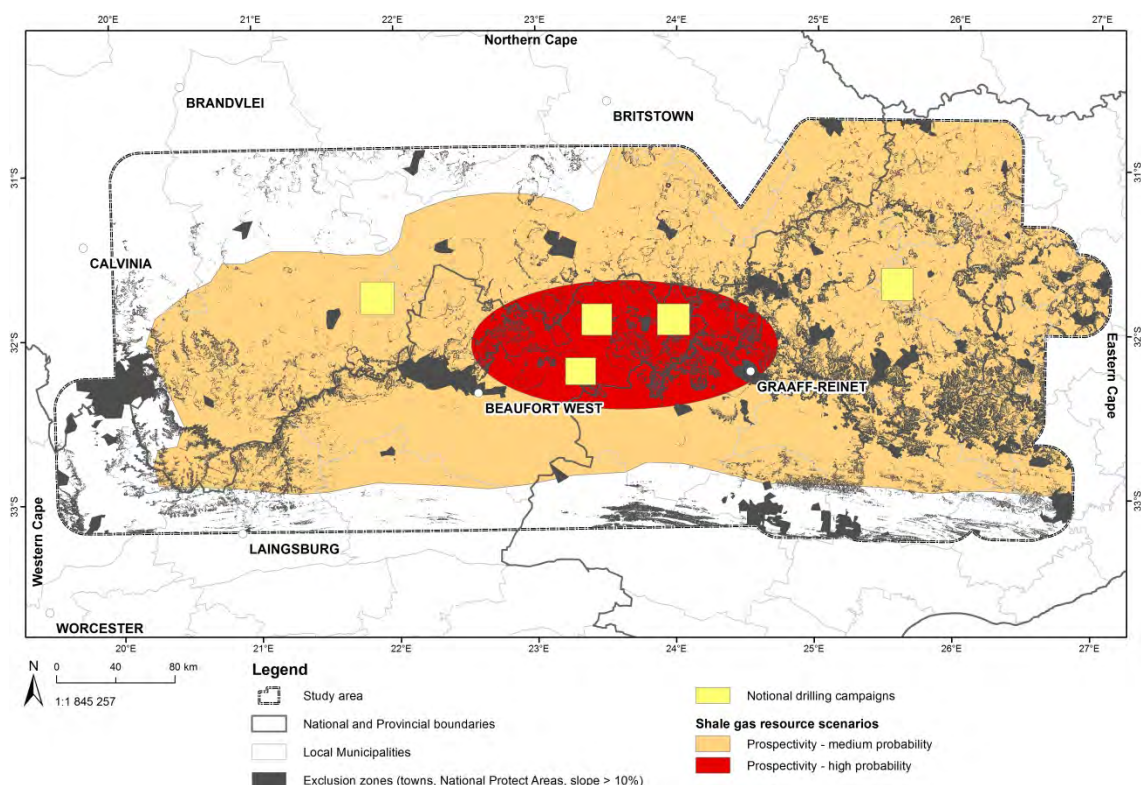 20°E 21°E 22°E 23°E 24°E 25°E 26°E 27°E
Northern Cape
BRANDVLEI
BRITSTOWN
31°S 31°S
CALVINIA
32°S 32°S
GRAAFF-REINET
BEAUFORT WEST
Eastern Cape
33°S 33°S
Western Cape
LAINGSBURG
WORCESTER
20°E 21°E 22°E 23°E 24°E 25°E 26°E 27°E
N
0 40 80 km
1:1 845 257
Legend
Study area
National and Provincial boundaries
Local Municipalities
Exclusion zones (towns, National Protect Areas, slope > 10%)
Notional drilling campaigns
Shale gas resource scenarios
Prospectivity - medium probability
Prospectivity - high probability